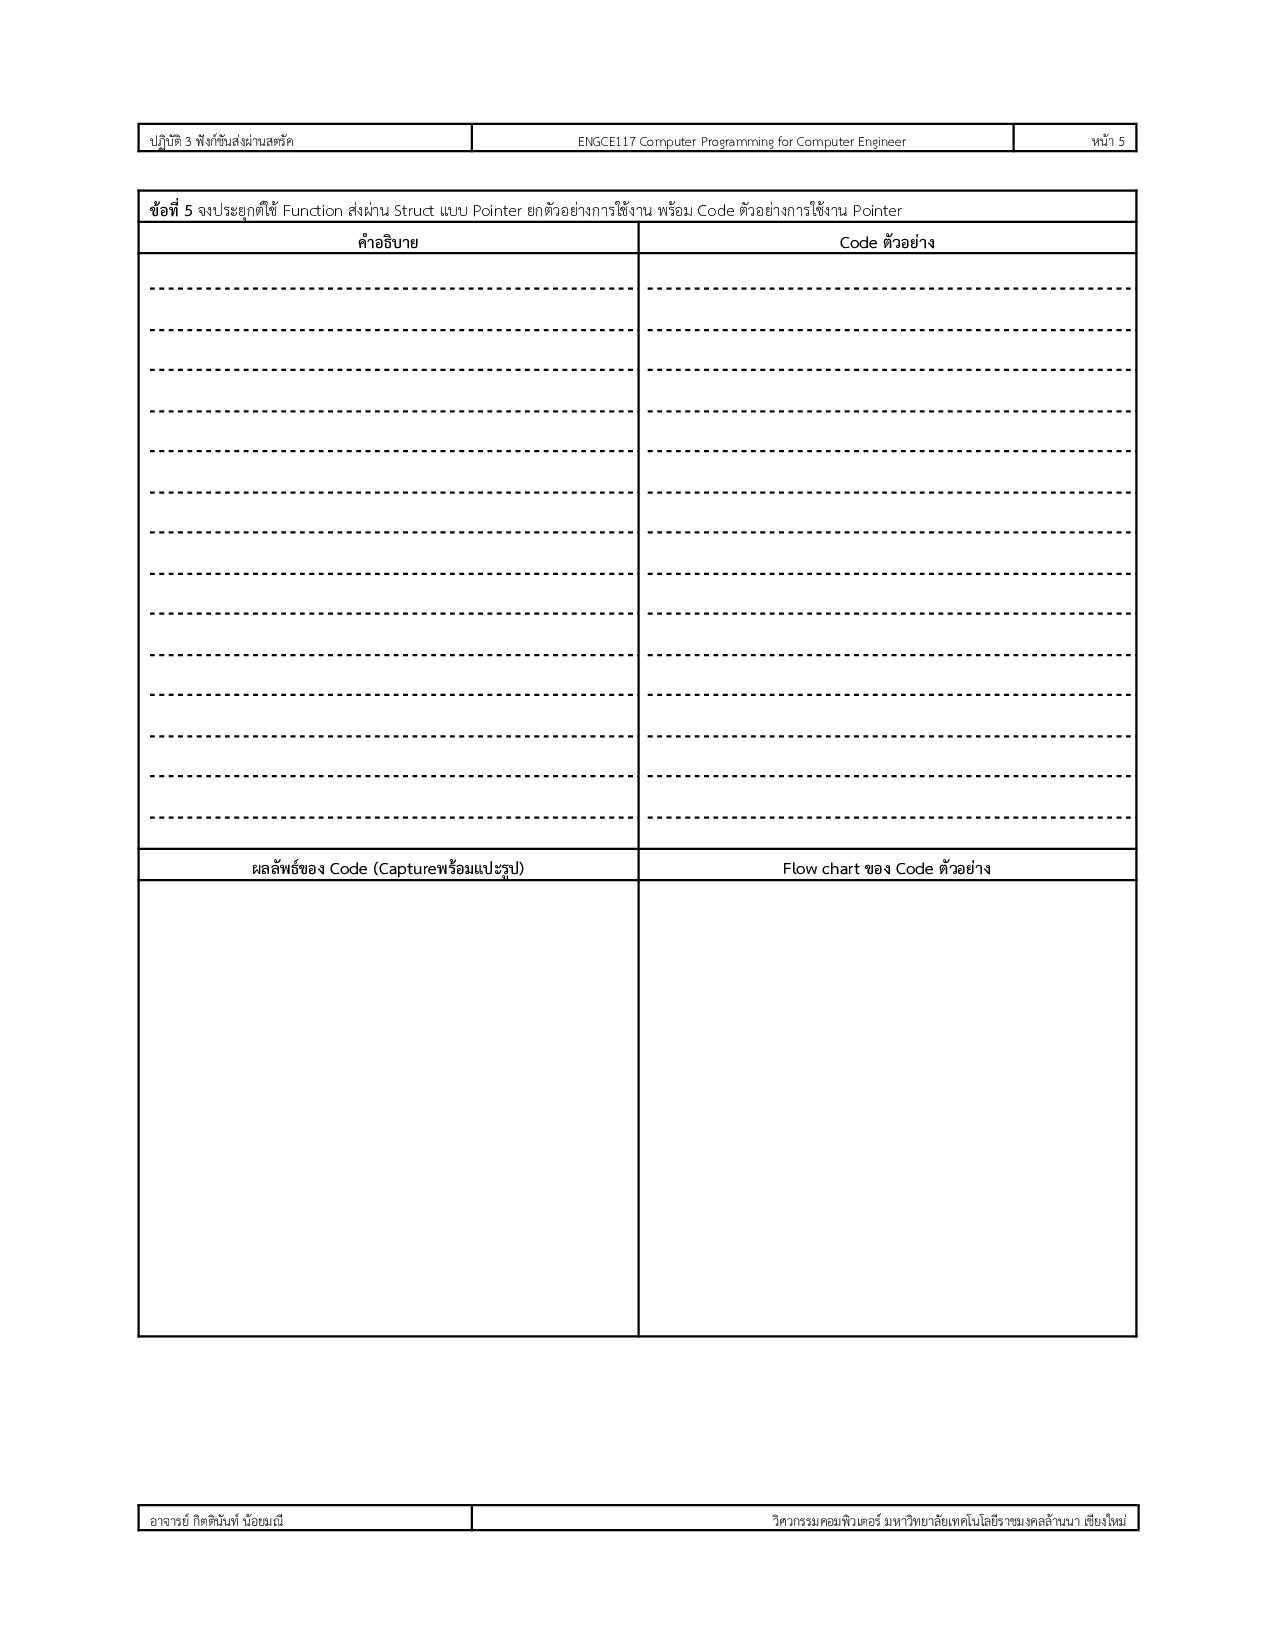 ปฏิบัติ 3 ฟังก์ชันส่งผ่านสตรัค ENGCE117 Computer Programming for Computer Engineer หน้า 5
ข้อที่ 5 จงประยุกต์ใช้ Function ส่งผ่าน Struct แบบ Pointer ยกตัวอย่างการใช้งาน พร้อม Code ตัวอย่างการใช้งาน Pointer
คำอธิบาย Code ตัวอย่าง
ผลลัพธ์ของ Code (Captureพร้อมแปะรูป) Flow chart ของ Code ตัวอย่าง
อาจารย์ กิตตินันท์ น้อยมณี วิศวกรรมคอมพิวเตอร์ มหาวิทยาลัยเทคโนโลยีราชมงคลล้านนา เชียงใหม่